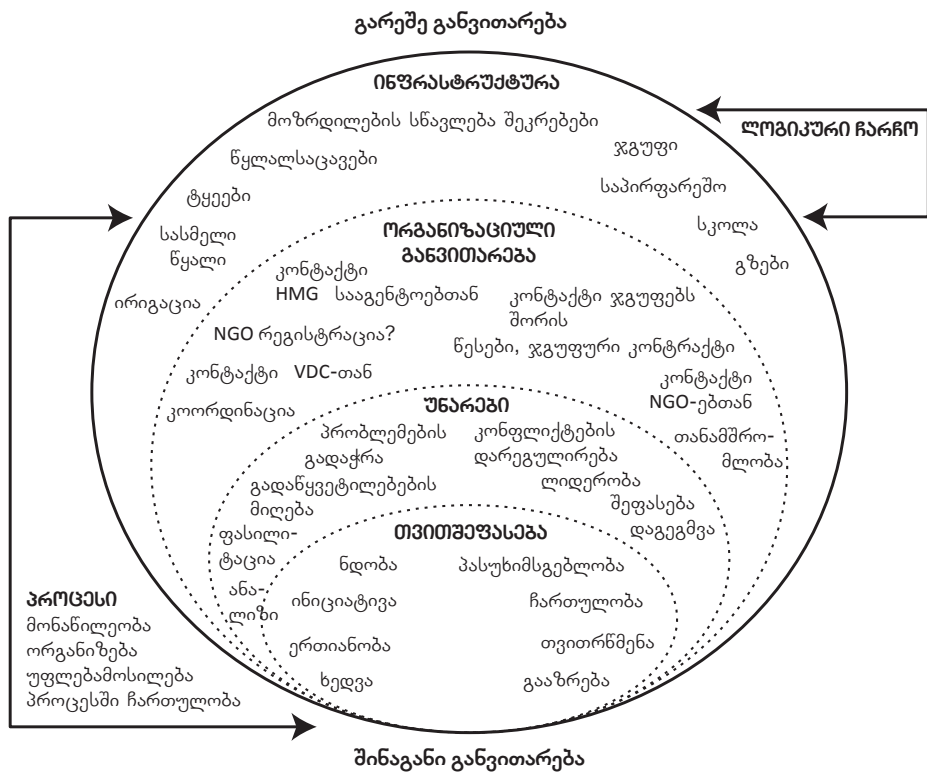 გარეშე განვითარება
ინფრასტრუქტურა
მოზრდილების სწავლება შეკრებები
ლოგიკური ჩარჩო
ჯგუფი
წყლალსაცავები
საპირფარეშო
ტყეები
სკოლა
სასმელი
წყალი
გზები
ირიგაცია
ორგანიზაციული
განვითარება
კონტაქტი
HMG სააგენტოებთან
კონტაქტი ჯგუფებს
შორის
NGO რეგისტრაცია?
წესები, ჯგუფური კონტრაქტი
კონტაქტი VDC-თან
კონტაქტი
NGO-ებთან
კოორდინაცია
თანამშრო-
მლობა
უნარები
პრობლემების
გადაჭრა
კონფლიქტების
დარეგულირება
გადაწყვეტილებების
მიღება
ლიდერობა
შეფასება
დაგეგმვა
ფასილი-
ტაცია
ანა-
ლიზი
თვითშეფასება
ნდობა
პასუხიმსგებლობა
ინიციატივა
ჩართულობა
ერთიანობა
თვითრწმენა
ხედვა
გააზრება
პროცესი
მონაწილეობა
ორგანიზება
უფლებამოსილება
პროცესში ჩართულობა
შინაგანი განვითარება